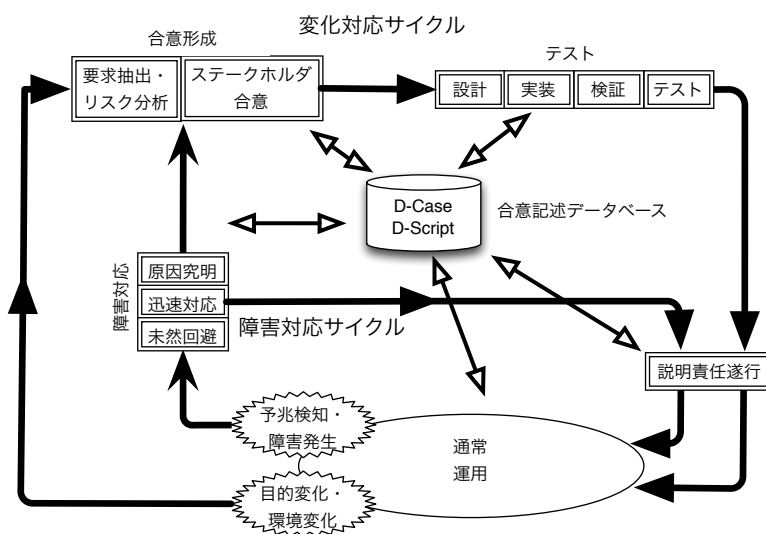 変化対応サイクル
合意形成
テスト
要求抽出・
リスク分析
ステークホルダ
合意
設計
実装
検証
テスト
D-Case
D-Script
合意記述データベース
障害対応
原因究明
迅速対応
未然回避
障害対応サイクル
説明責任遂行
予兆検知・
障害発生
通常
運用
目的変化・
環境変化